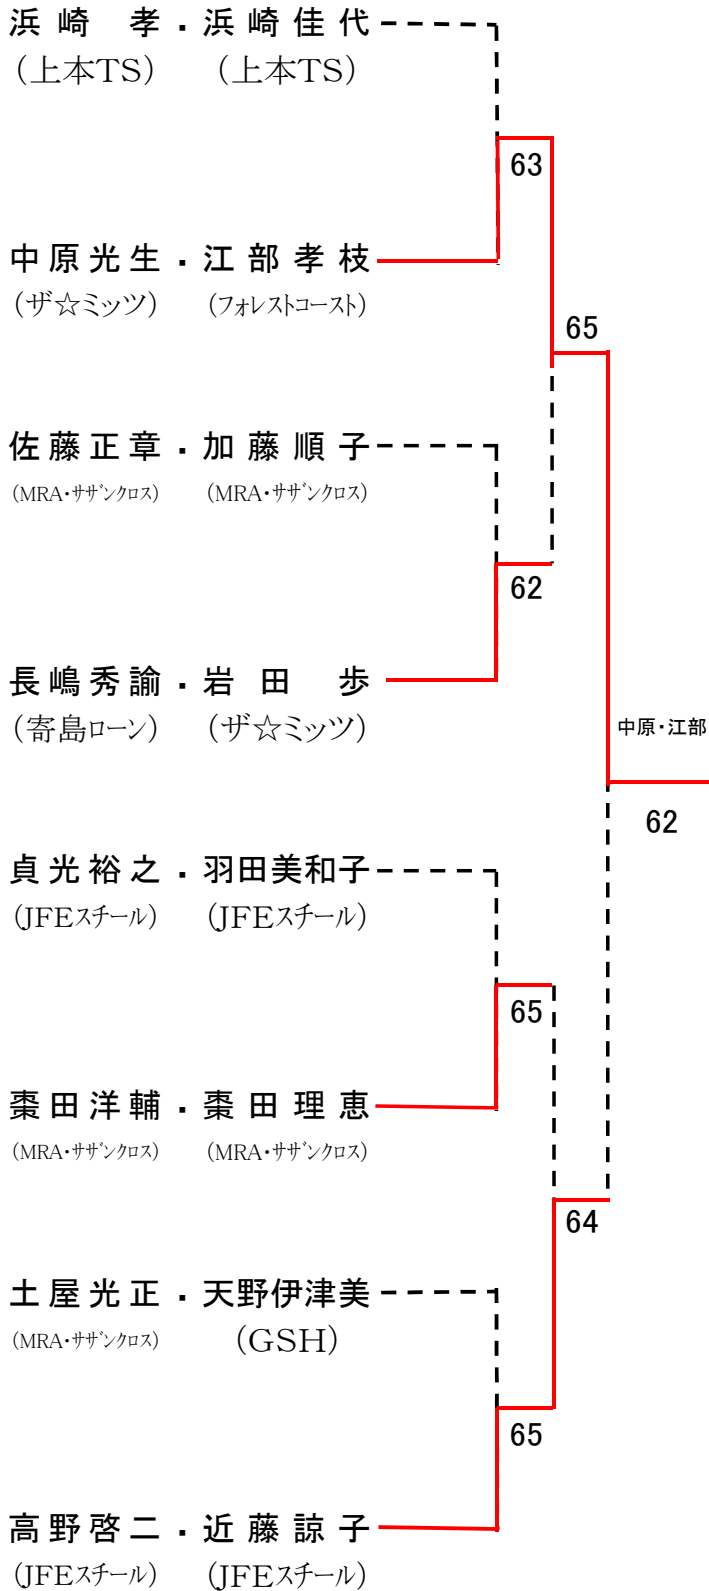 浜崎　孝・浜崎佳代
(上本TS)　(上本TS)
63
中原光生・江部孝枝
(ザ☆ミッツ)　(フォレストコースト)
65
佐藤正章・加藤順子
(MRA・サザンクロス)　(MRA・サザンクロス)
62
長嶋秀諭・岩田　歩
(寄島ローン)　(ザ☆ミッツ)
中原・江部
62
貞光裕之・羽田美和子
(JFEスチール)　(JFEスチール)
65
棗田洋輔・棗田理恵
(MRA・サザンクロス)　(MRA・サザンクロス)
64
土屋光正・天野伊津美
(MRA・サザンクロス)　(GSH)
65
高野啓二・近藤諒子
(JFEスチール)　(JFEスチール)